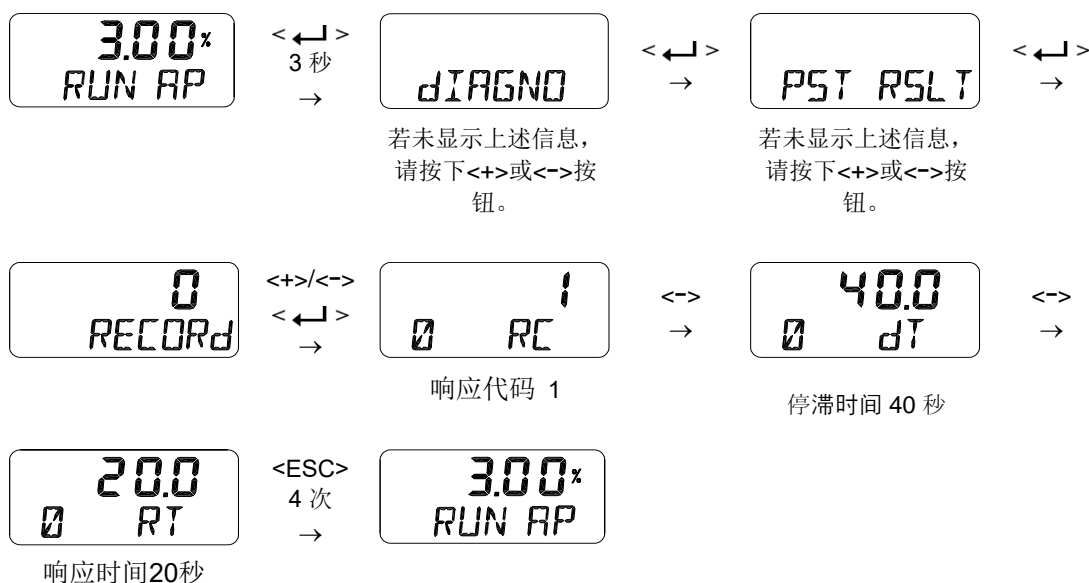 3.00% < ↵ > dIAGNO < ↵ > PST RSLT < ↵ >
RUN AP 3 秒 → → →
若未显示上述信息， 若未显示上述信息，
请按下<+>或<->按 请按下<+>或<->按
钮。 钮。
0 <+>/<-> 1 <-> 40.0 <->
RECORd < ↵ > 0 RC → 0 dT →
→
响应代码 1 停滞时间 40 秒
20.0 <ESC> 3.00%
0 RT 4 次 RUN AP
→
响应时间20秒